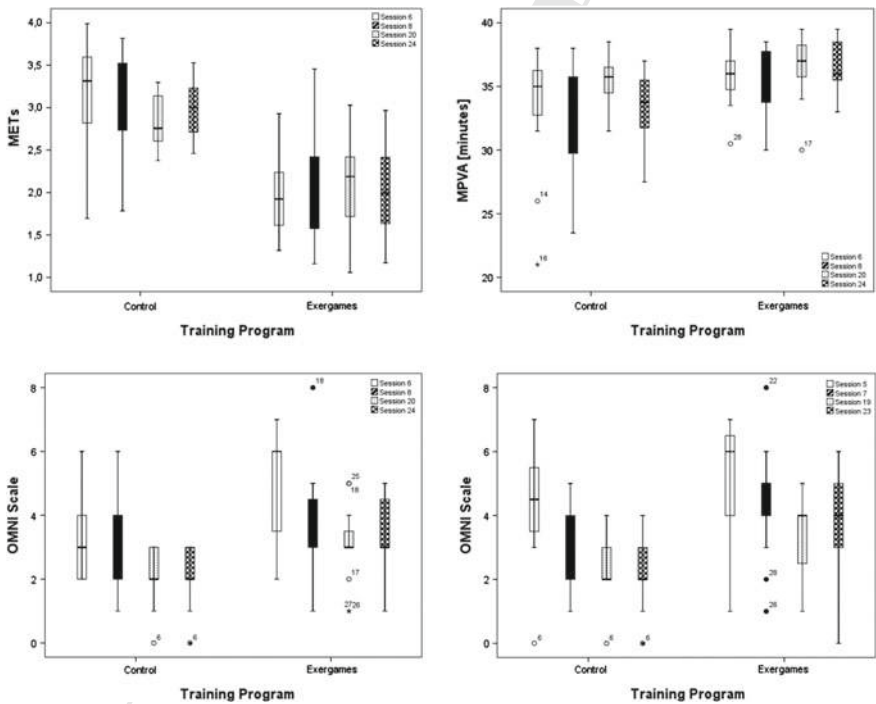 4,0
3,5
3,0
2,5
2,0
1,5
1,0
METs
Session 6
Session 8
Session 20
Session 24
Control
Exergames
Training Program
40
35
30
25
20
MPVA [minutes]
14
16
28
17
Session 6
Session 8
Session 20
Session 24
Control
Exergames
Training Program
8
6
4
2
0
OMNI Scale
Session 6
Session 8
Session 20
Session 24
6
6
18
25
18
17
27 26
Control
Exergames
Training Program
8
6
4
2
0
OMNI Scale
Session 5
Session 7
Session 19
Session 23
6
6
6
22
28
26
Control
Exergames
Training Program